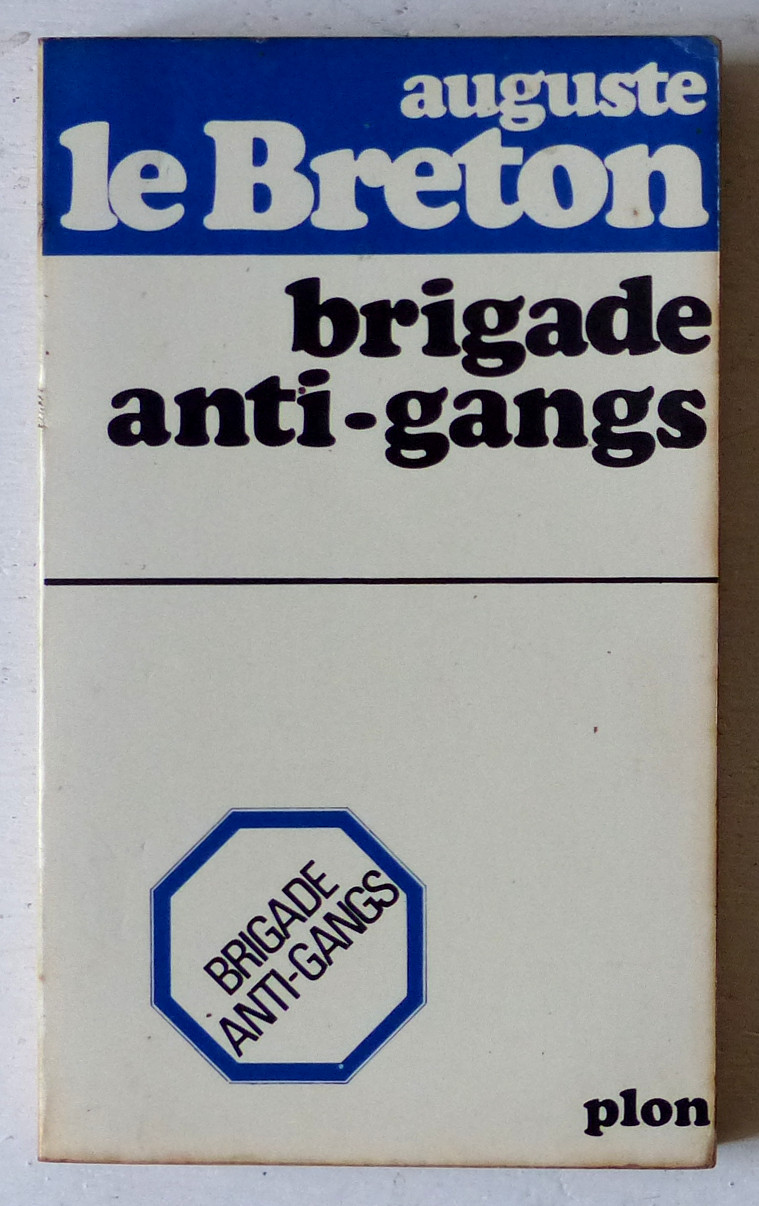 auguste
le Breton
brigade
anti-gangs
BRIGADE
ANTI-GANGS
plon